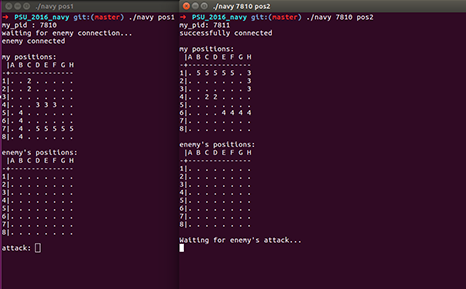 PSU_2016_navy
➜  PSU_2016_navy git:(master) ./navy pos1
my_pid : 7810
waiting for enemy connection...
enemy connected
my positions:
 |A B C D E F G H
-+---------------
1|. . . . . . . .
2|. . 2 . . . . .
3|. . 2 . . . . .
4|. . . 3 3 3 . .
5|. 4 . . . . . .
6|. 4 . . . . . .
7|. 4 . 5 5 5 5 5
8|. 4 . . . . . .
enemy's positions:
 |A B C D E F G H
-+---------------
1|. . . . . . . .
2|. . . . . . . .
3|. . . . . . . .
4|. . . . . . . .
5|. . . . . . . .
6|. . . . . . . .
7|. . . . . . . .
8|. . . . . . . .
attack:
./navy 7810 pos2
➜  PSU_2016_navy git:(master) ./navy 7810 pos2
my_pid: 7811
successfully connected
my positions:
 |A B C D E F G H
-+---------------
1|. 5 5 5 5 5 . 3
2|. . . . . . . 3
3|. . . . . . . 3
4|. . 2 2 . . . .
5|. . . . . . . .
6|. . . . 4 4 4 4
7|. . . . . . . .
8|. . . . . . . .
enemy's positions:
 |A B C D E F G H
-+---------------
1|. . . . . . . .
2|. . . . . . . .
3|. . . . . . . .
4|. . . . . . . .
5|. . . . . . . .
6|. . . . . . . .
7|. . . . . . . .
8|. . . . . . . .
Waiting for enemy's attack...